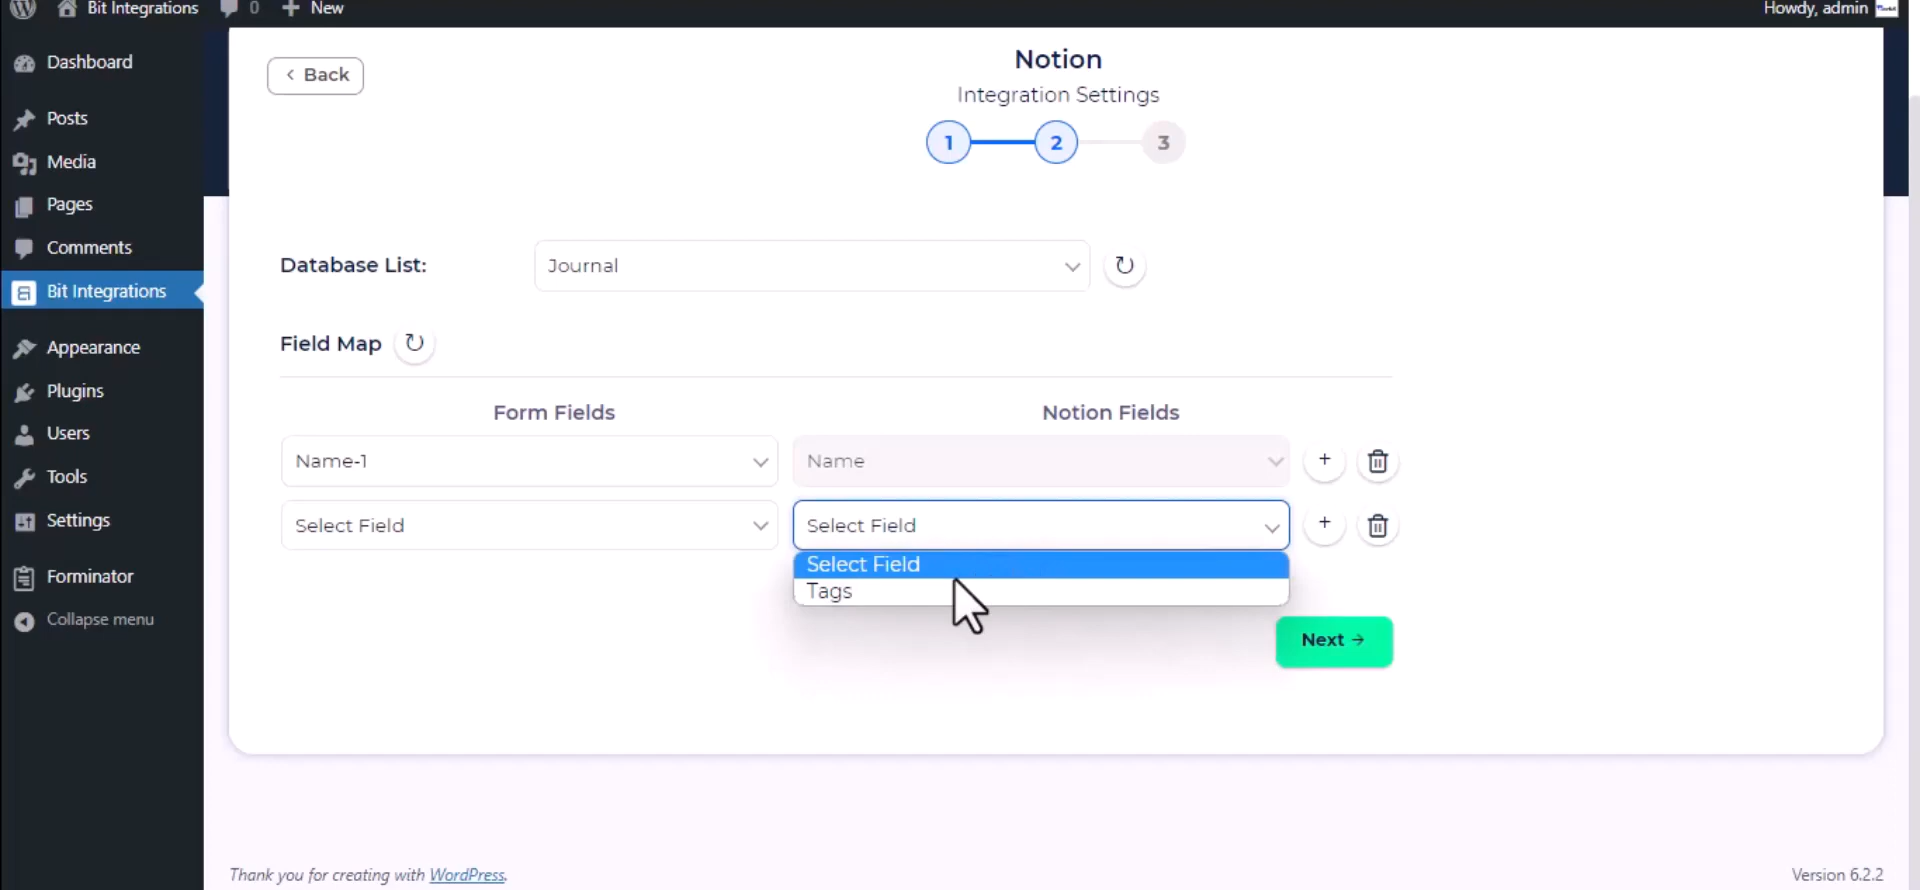 Bit Integrations 0 New Howdy, admin
Dashboard
Posts
Media
Pages
Comments
Bit Integrations
Appearance
Plugins
Users
Tools
Settings
Forminator
Collapse menu
Back
Notion
Integration Settings
1 2 3
Database List: Journal
Field Map
Form Fields Notion Fields
Name-1 Name +
Select Field Select Field +
Select Field
Tags
Next →
Thank you for creating with WordPress. Version 6.2.2